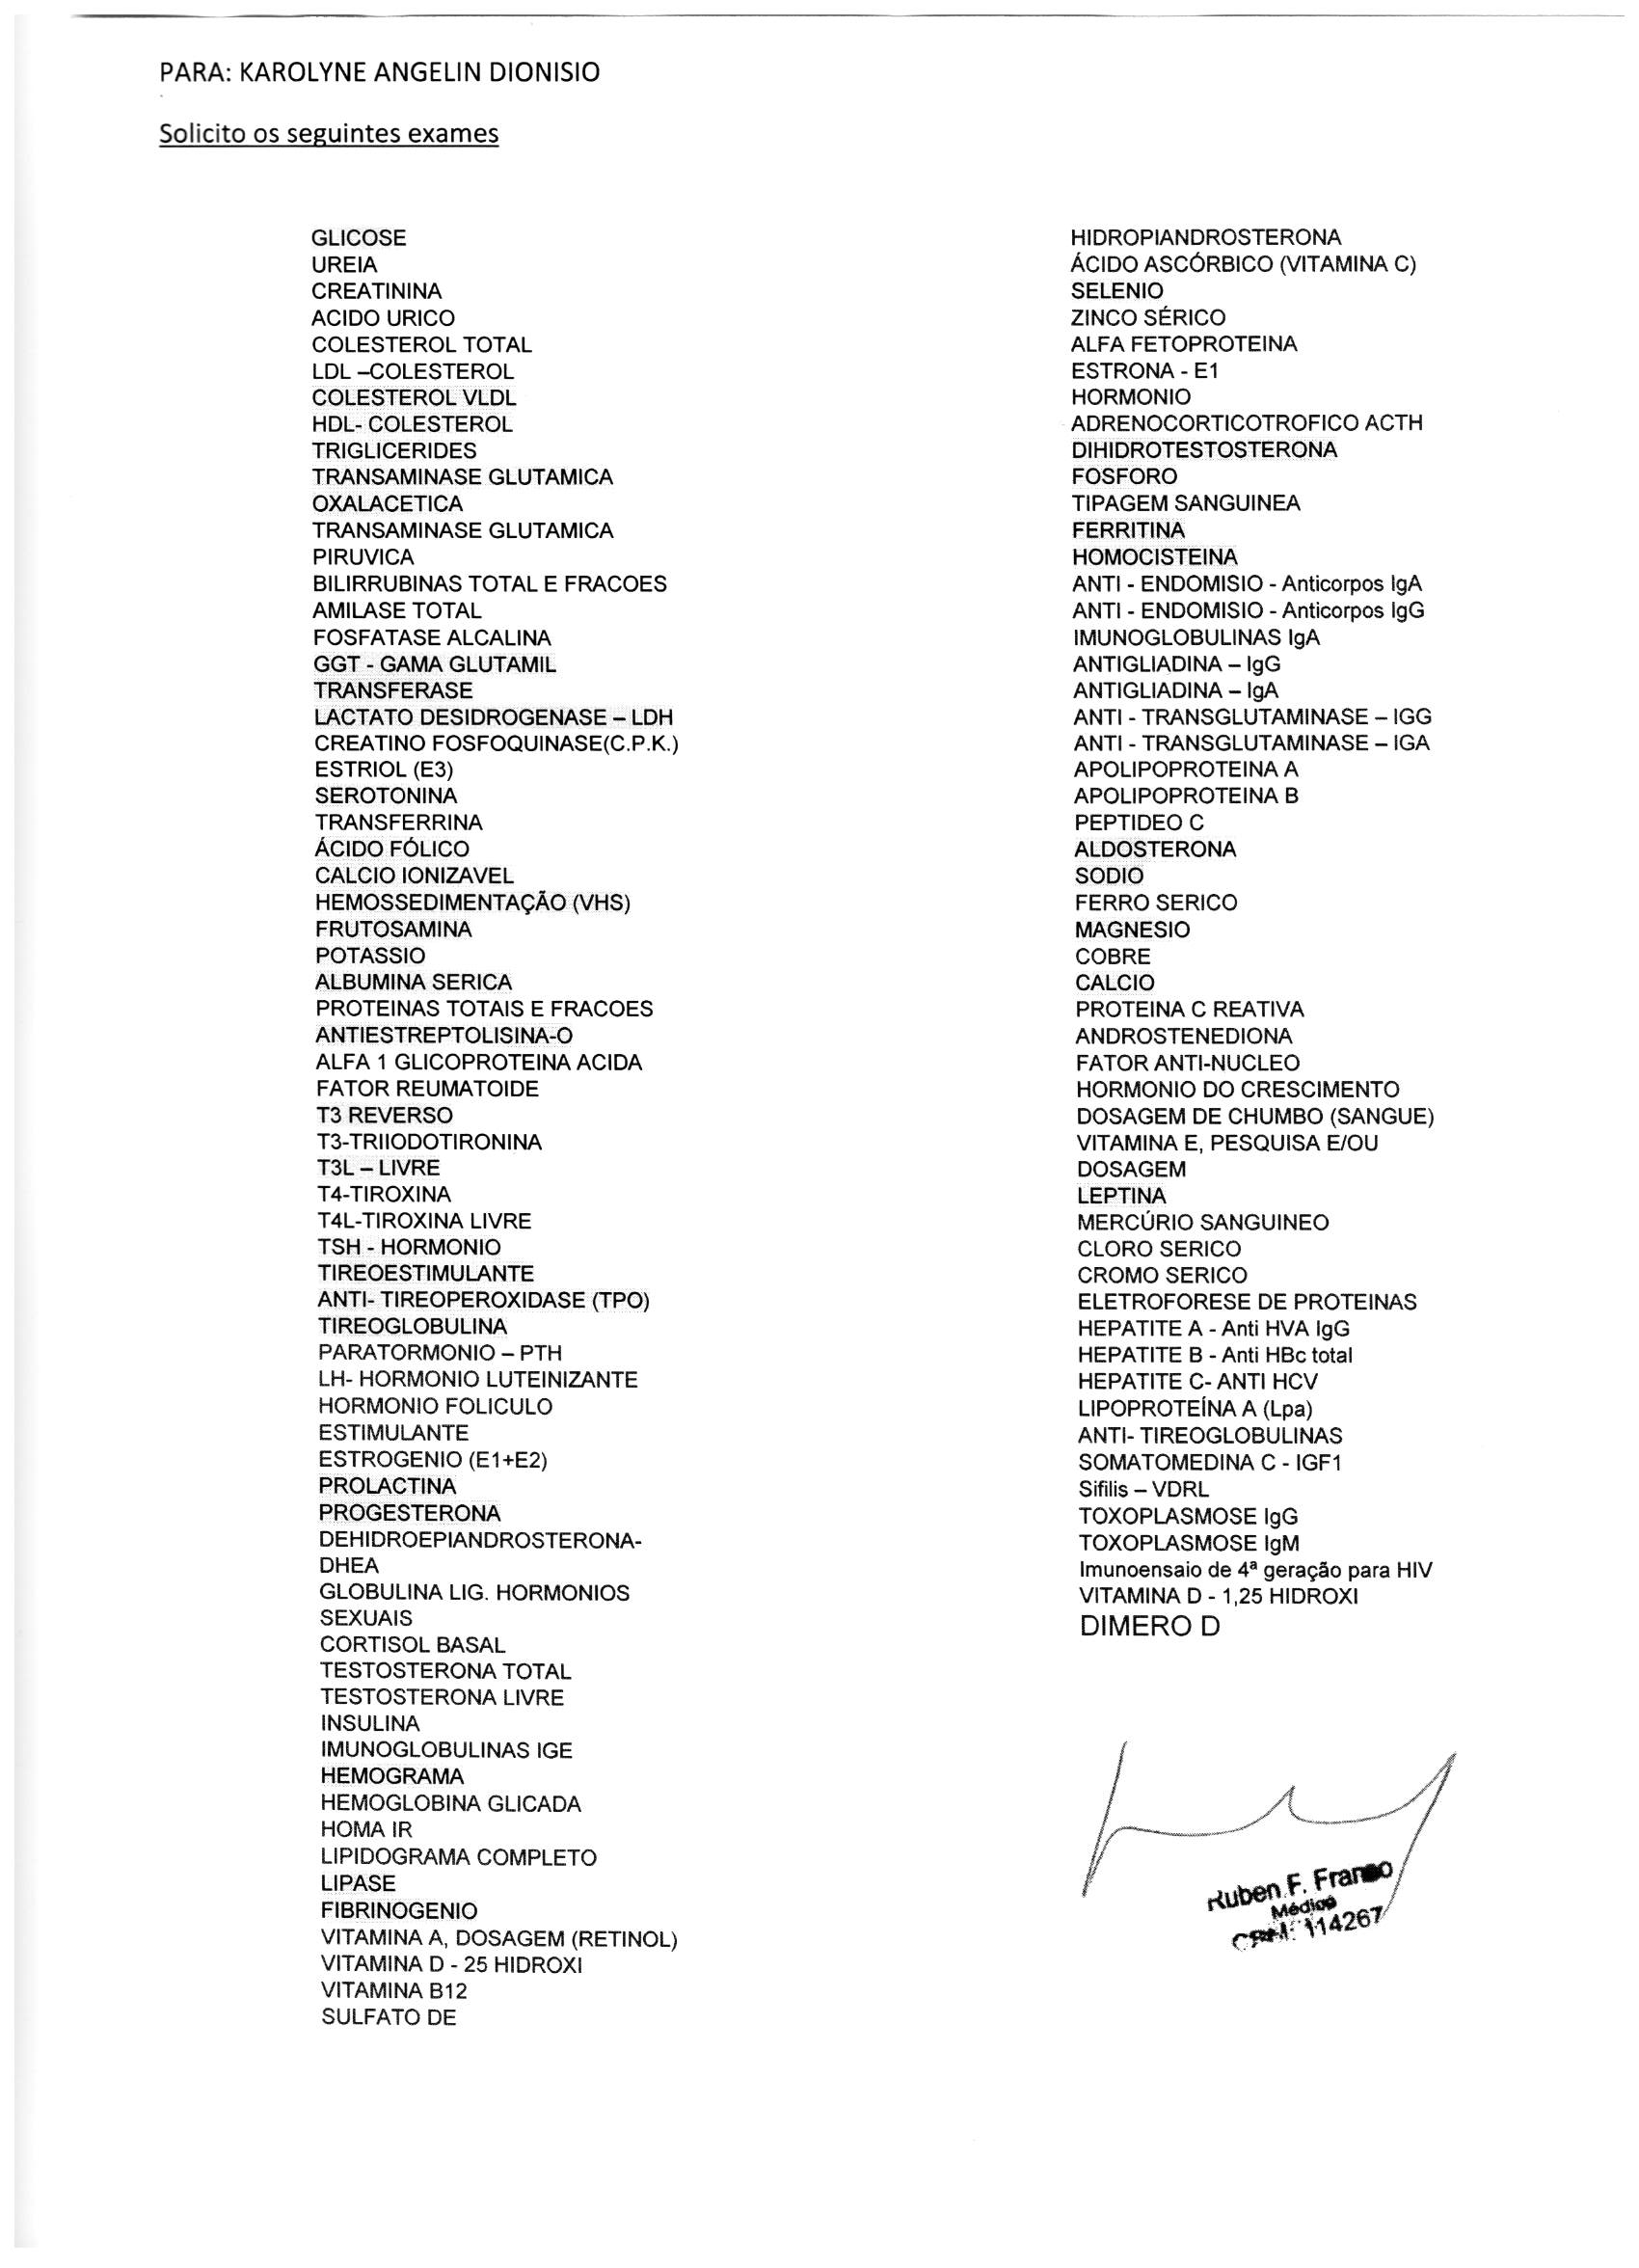 PARA: KAROLYNE ANGELIN DIONISIO
Solicito os seguintes exames
GLICOSE
UREIA
CREATININA
ACIDO URICO
COLESTEROL TOTAL
LDL –COLESTEROL
COLESTEROL VLDL
HDL- COLESTEROL
TRIGLICERIDES
TRANSAMINASE GLUTAMICA
OXALACETICA
TRANSAMINASE GLUTAMICA
PIRUVICA
BILIRRUBINAS TOTAL E FRACOES
AMILASE TOTAL
FOSFATASE ALCALINA
GGT - GAMA GLUTAMIL
TRANSFERASE
LACTATO DESIDROGENASE – LDH
CREATINO FOSFOQUINASE(C.P.K.)
ESTRIOL (E3)
SEROTONINA
TRANSFERRINA
ÁCIDO FÓLICO
CALCIO IONIZAVEL
HEMOSSEDIMENTAÇÃO (VHS)
FRUTOSAMINA
POTASSIO
ALBUMINA SERICA
PROTEINAS TOTAIS E FRACOES
ANTIESTREPTOLISINA-O
ALFA 1 GLICOPROTEINA ACIDA
FATOR REUMATOIDE
T3 REVERSO
T3-TRIIODOTIRONINA
T3L – LIVRE
T4-TIROXINA
T4L-TIROXINA LIVRE
TSH - HORMONIO
TIREOESTIMULANTE
ANTI- TIREOPEROXIDASE (TPO)
TIREOGLOBULINA
PARATORMONIO – PTH
LH- HORMONIO LUTEINIZANTE
HORMONIO FOLICULO
ESTIMULANTE
ESTROGENIO (E1+E2)
PROLACTINA
PROGESTERONA
DEHIDROEPIANDROSTERONA-
DHEA
GLOBULINA LIG. HORMONIOS
SEXUAIS
CORTISOL BASAL
TESTOSTERONA TOTAL
TESTOSTERONA LIVRE
INSULINA
IMUNOGLOBULINAS IGE
HEMOGRAMA
HEMOGLOBINA GLICADA
HOMA IR
LIPIDOGRAMA COMPLETO
LIPASE
FIBRINOGENIO
VITAMINA A, DOSAGEM (RETINOL)
VITAMINA D - 25 HIDROXI
VITAMINA B12
SULFATO DE
HIDROPIANDROSTERONA
ÁCIDO ASCÓRBICO (VITAMINA C)
SELENIO
ZINCO SÉRICO
ALFA FETOPROTEINA
ESTRONA - E1
HORMONIO
ADRENOCORTICOTROFICO ACTH
DIHIDROTESTOSTERONA
FOSFORO
TIPAGEM SANGUINEA
FERRITINA
HOMOCISTEINA
ANTI - ENDOMISIO - Anticorpos IgA
ANTI - ENDOMISIO - Anticorpos IgG
IMUNOGLOBULINAS IgA
ANTIGLIADINA – IgG
ANTIGLIADINA – IgA
ANTI - TRANSGLUTAMINASE – IGG
ANTI - TRANSGLUTAMINASE – IGA
APOLIPOPROTEINA A
APOLIPOPROTEINA B
PEPTIDEO C
ALDOSTERONA
SODIO
FERRO SERICO
MAGNESIO
COBRE
CALCIO
PROTEINA C REATIVA
ANDROSTENEDIONA
FATOR ANTI-NUCLEO
HORMONIO DO CRESCIMENTO
DOSAGEM DE CHUMBO (SANGUE)
VITAMINA E, PESQUISA E/OU
DOSAGEM
LEPTINA
MERCÚRIO SANGUINEO
CLORO SERICO
CROMO SERICO
ELETROFORESE DE PROTEINAS
HEPATITE A - Anti HVA IgG
HEPATITE B - Anti HBc total
HEPATITE C- ANTI HCV
LIPOPROTEÍNA A (Lpa)
ANTI- TIREOGLOBULINAS
SOMATOMEDINA C - IGF1
Sifilis – VDRL
TOXOPLASMOSE IgG
TOXOPLASMOSE IgM
Imunoensaio de 4ª geração para HIV
VITAMINA D - 1,25 HIDROXI
DIMERO D
Ruben F. Franco
Médico
CRM: 114267